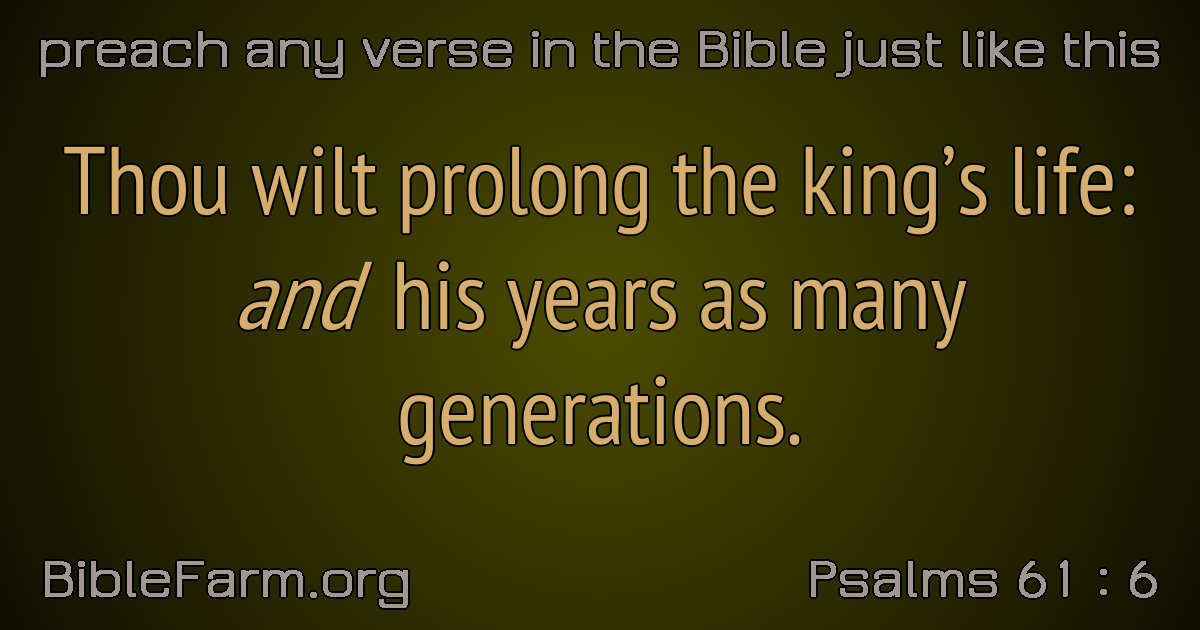 preach any verse in the Bible just like this
Thou wilt prolong the king’s life:
and his years as many
generations.
BibleFarm.org
Psalms 61 : 6